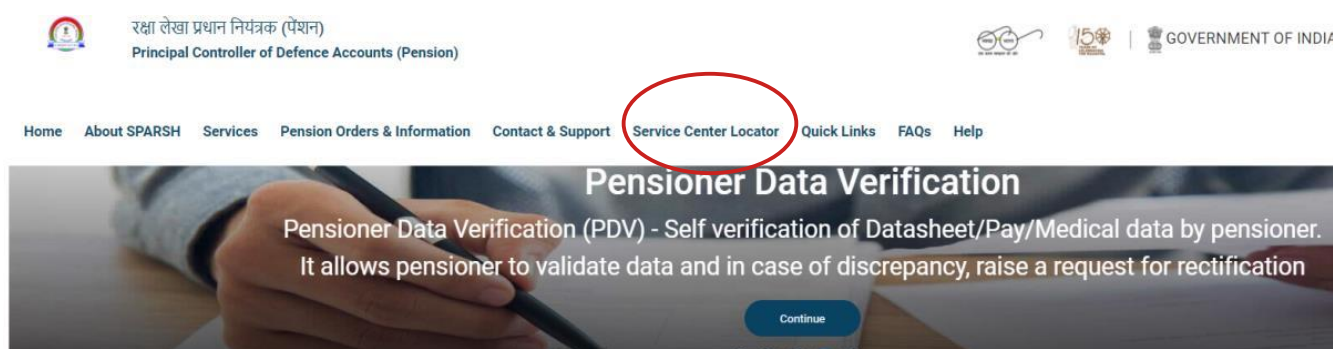 रक्षा लेखा प्रधान नियंत्रक (पेंशन)
Principal Controller of Defence Accounts (Pension)
150
GOVERNMENT OF INDIA
Home About SPARSH Services Pension Orders & Information Contact & Support Service Center Locator Quick Links FAQs Help
Pensioner Data Verification
Pensioner Data Verification (PDV) - Self verification of Datasheet/Pay/Medical data by pensioner.
It allows pensioner to validate data and in case of discrepancy, raise a request for rectification
Continue